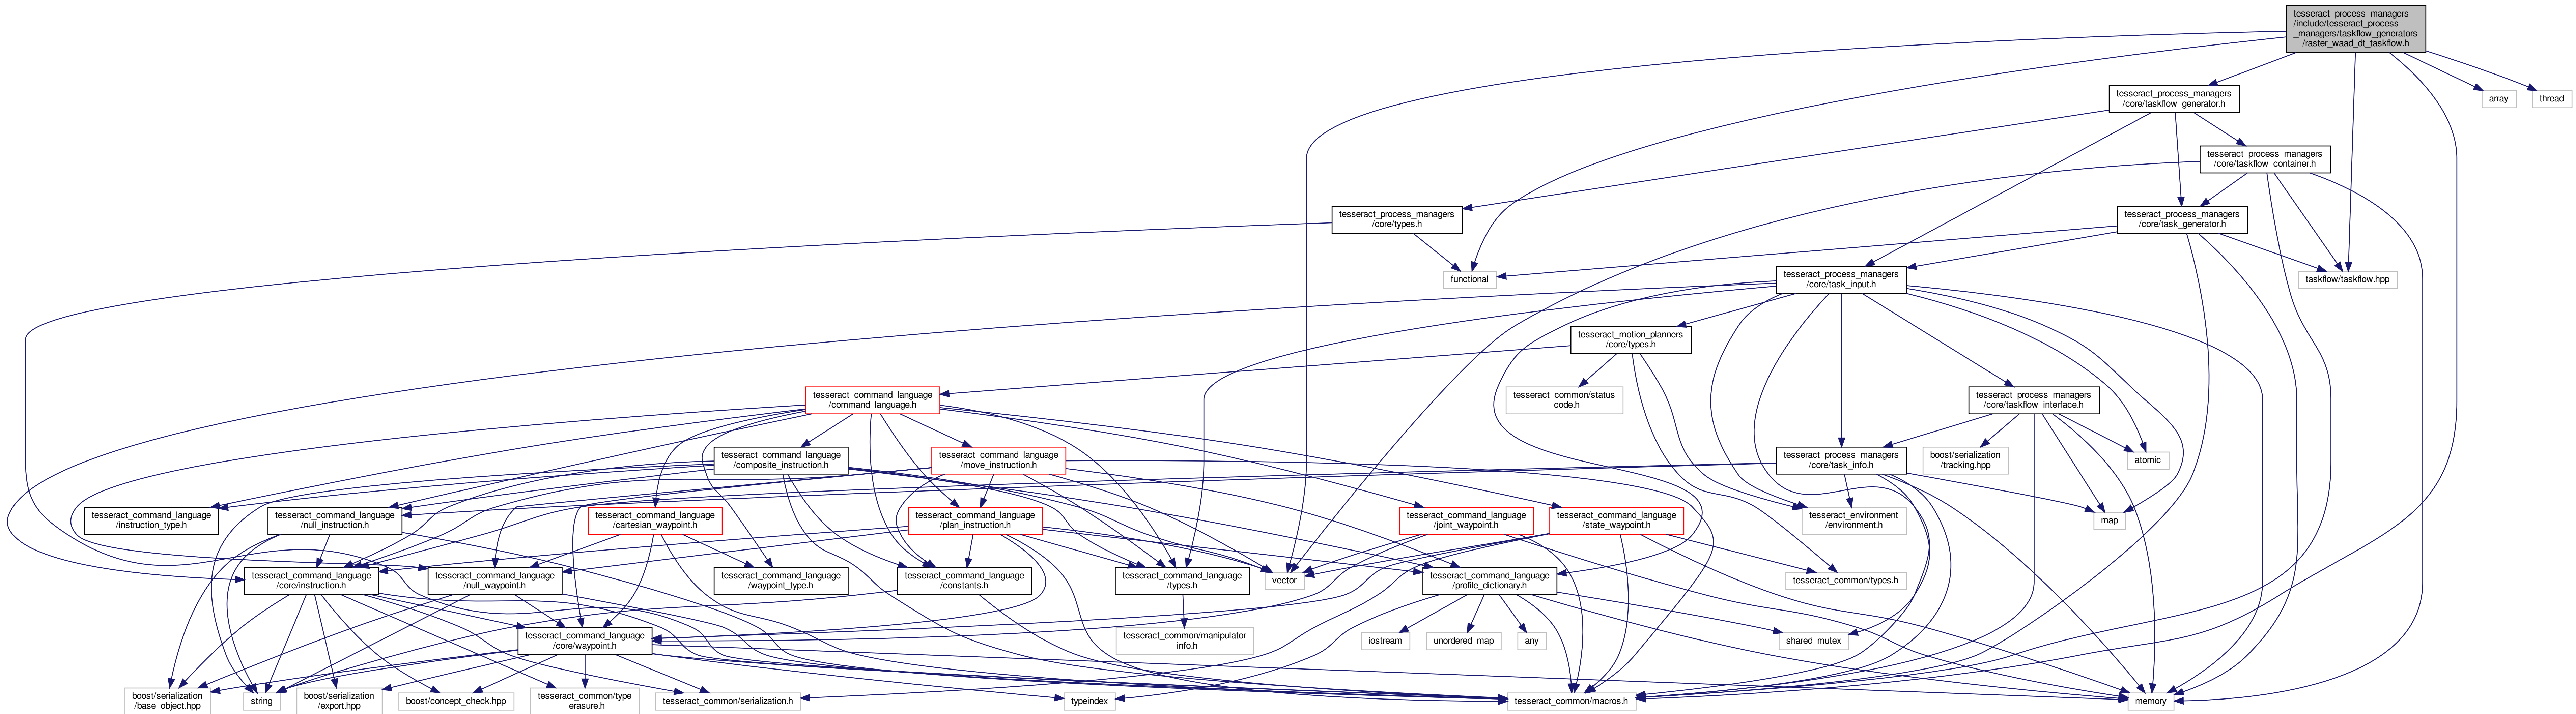 tesseract_process_managers
/include/tesseract_process
_managers/taskflow_generators
/raster_waad_dt_taskflow.h
tesseract_process_managers
/core/taskflow_generator.h
array
thread
tesseract_process_managers
/core/taskflow_container.h
tesseract_process_managers
/core/types.h
tesseract_process_managers
/core/task_generator.h
functional
tesseract_process_managers
/core/task_input.h
taskflow/taskflow.hpp
tesseract_motion_planners
/core/types.h
tesseract_command_language
/command_language.h
tesseract_common/status
_code.h
tesseract_process_managers
/core/taskflow_interface.h
tesseract_command_language
/composite_instruction.h
tesseract_command_language
/move_instruction.h
tesseract_process_managers
/core/task_info.h
boost/serialization
/tracking.hpp
atomic
tesseract_command_language
/instruction_type.h
tesseract_command_language
/null_instruction.h
tesseract_command_language
/cartesian_waypoint.h
tesseract_command_language
/plan_instruction.h
tesseract_command_language
/joint_waypoint.h
tesseract_command_language
/state_waypoint.h
tesseract_environment
/environment.h
map
tesseract_command_language
/core/instruction.h
tesseract_command_language
/null_waypoint.h
tesseract_command_language
/waypoint_type.h
tesseract_command_language
/constants.h
tesseract_command_language
/types.h
vector
tesseract_command_language
/profile_dictionary.h
tesseract_common/types.h
tesseract_command_language
/core/waypoint.h
tesseract_common/manipulator
_info.h
iostream
unordered_map
any
shared_mutex
boost/serialization
/base_object.hpp
string
boost/serialization
/export.hpp
boost/concept_check.hpp
tesseract_common/type
_erasure.h
tesseract_common/serialization.h
typeindex
tesseract_common/macros.h
memory